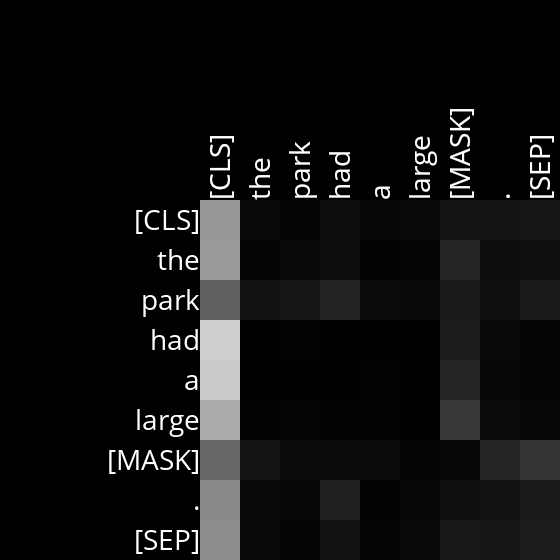 [CLS] the park had a large [MASK] . [SEP]
[CLS]
the
park
had
a
large
[MASK]
.
[SEP]